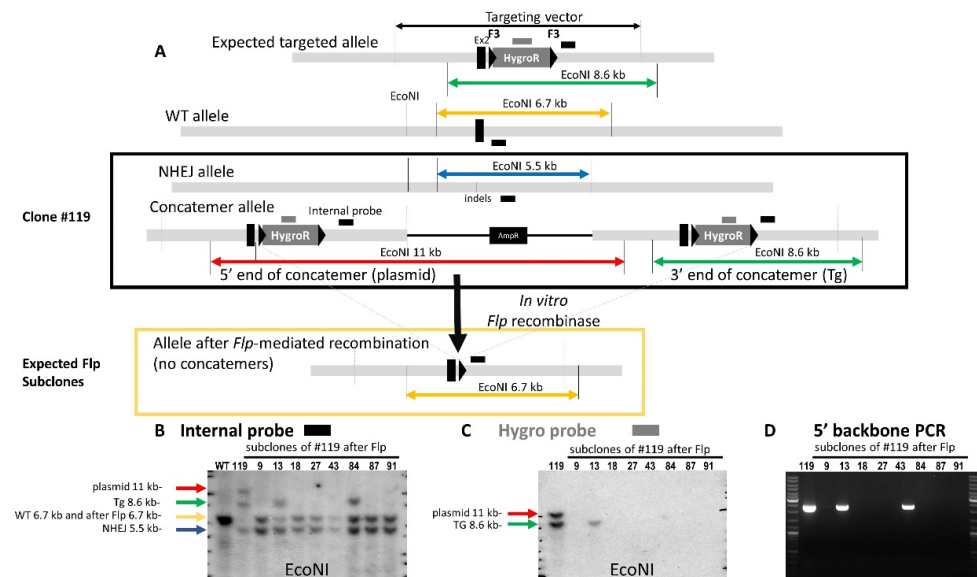 Targeting vector
A
Expected targeted allele
Ex2
F3
F3
HygroR
EcoNI 8.6 kb
EcoNI
EcoNI 6.7 kb
WT allele
NHEJ allele
EcoNI 5.5 kb
indels
Clone #119
Concatemer allele
Internal probe
HygroR
AmpR
HygroR
EcoNI 11 kb
EcoNI 8.6 kb
5' end of concatemer (plasmid)
3' end of concatemer (Tg)
In vitro
Flp recombinase
Allele after Flp-mediated recombination
(no concatemers)
Expected Flp
Subclones
EcoNI 6.7 kb
B Internal probe
subclones of #119 after Flp
WT 119 9 13 18 27 43 84 87 91
plasmid 11 kb-
Tg 8.6 kb-
WT 6.7 kb and after Flp 6.7 kb-
NHEJ 5.5 kb-
EcoNI
C Hygro probe
subclones of #119 after Flp
119 9 13 18 27 43 84 87 91
plasmid 11 kb-
TG 8.6 kb-
EcoNI
D 5' backbone PCR
subclones of #119 after Flp
119 9 13 18 27 43 84 87 91